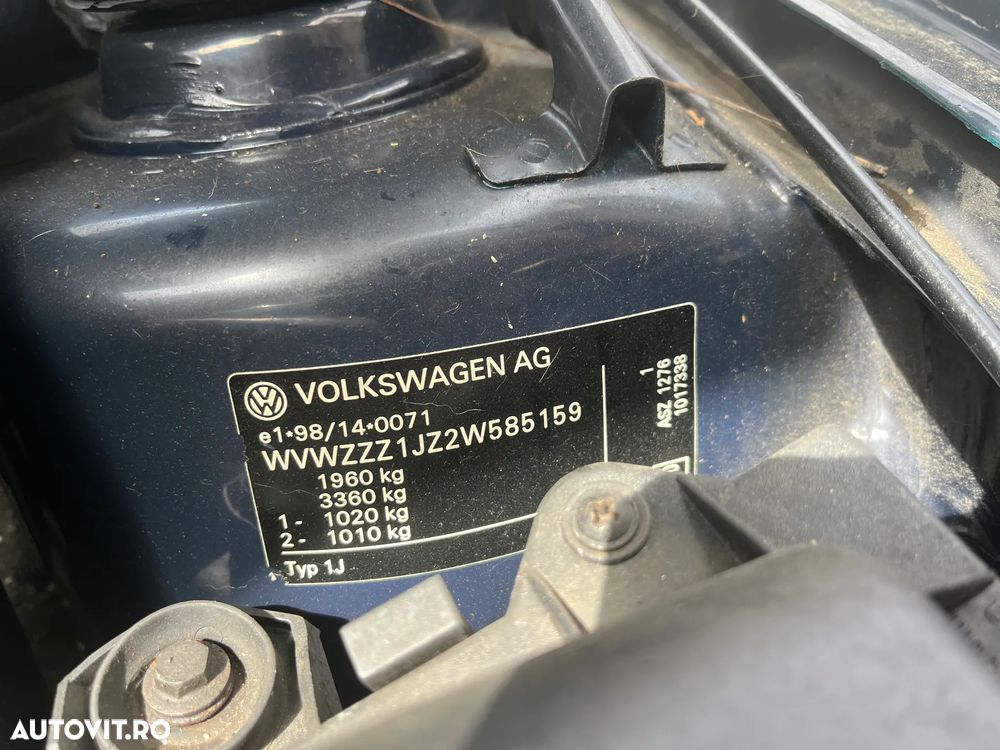 VOLKSWAGEN AG
e1*98/14*0071
WVWZZZ1JZ2W585159
1960 kg
3360 kg
1- 1020 kg
2- 1010 kg
Typ 1J
1
ASZ 1276
1017338
AUTOVIT.RO